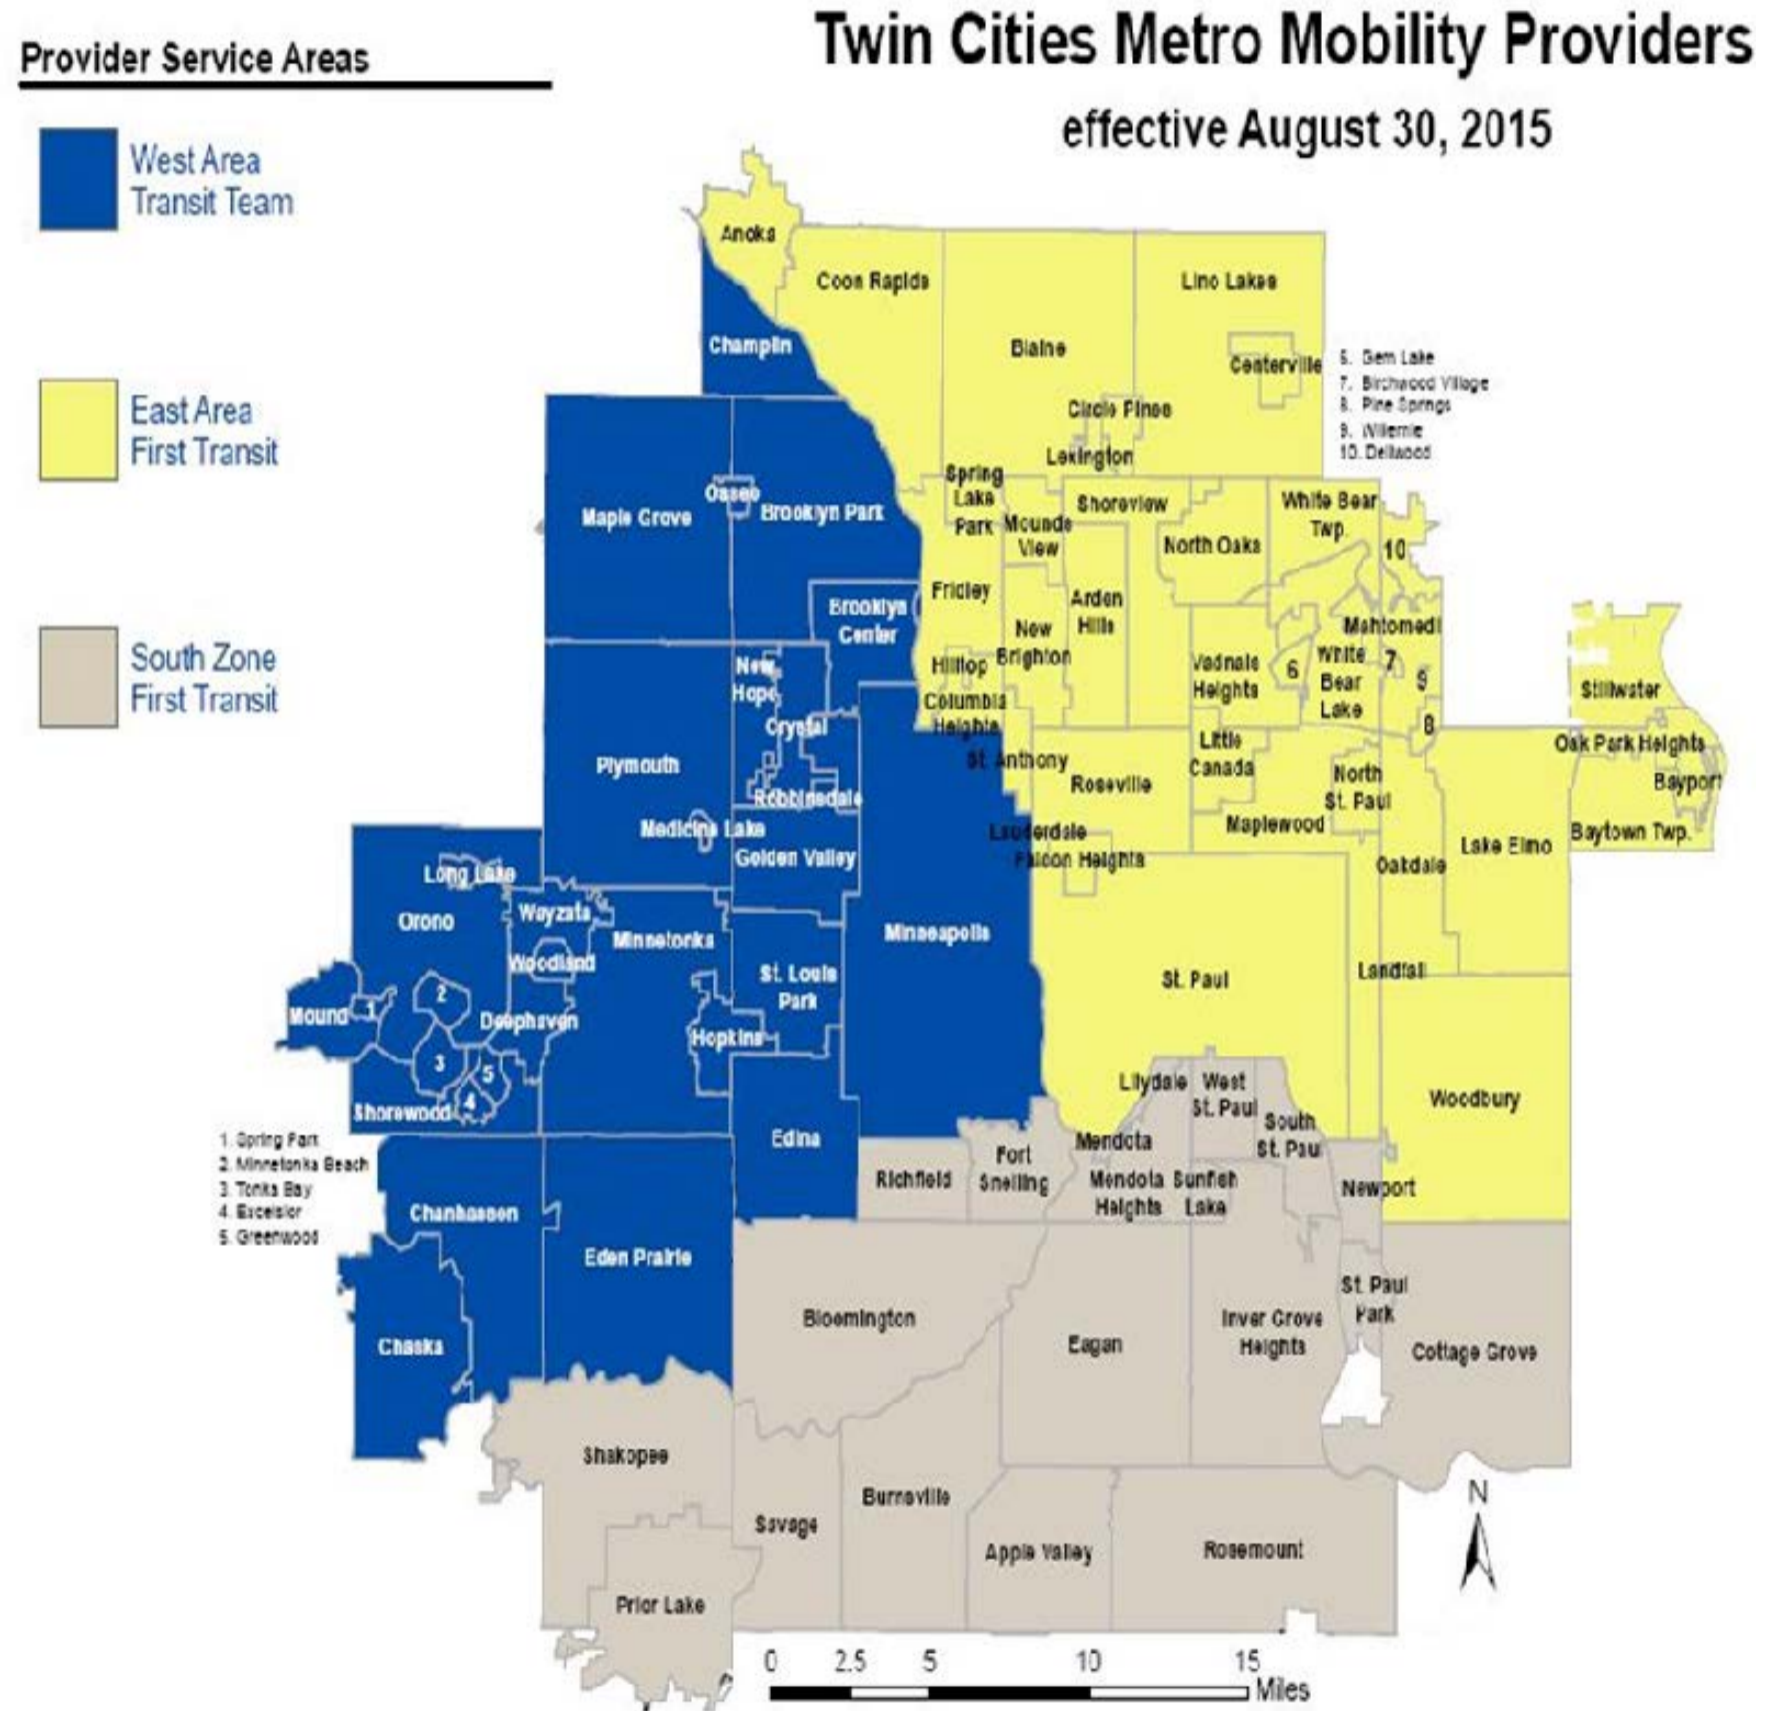 Twin Cities Metro Mobility Providers
effective August 30, 2015
Provider Service Areas
West Area
Transit Team
East Area
First Transit
South Zone
First Transit
Anoka
Coon Rapids
Lino Lakes
Champlin
Blaine
Centerville
Circle Pines
Lexington
6. Gem Lake
7. Birchwood Village
8. Pine Springs
9. Willernie
10. Dellwood
Maple Grove
Osseo
Brooklyn Park
Spring
Lake
Park
Mounds
View
Shoreview
North Oaks
White Bear
Twp.
10
Brooklyn
Center
Fridley
New
Brighton
Arden
Hills
Mahtomedi
New
Hope
Hilltop
Columbia
Heights
Vadnais
Heights
6
White
Bear
Lake
7
9
8
Stillwater
Crystal
Plymouth
St. Anthony
Roseville
Little
Canada
North
St. Paul
Oak Park Heights
Bayport
Robbinsdale
Medicine Lake
Golden Valley
Lauderdale
Falcon Heights
Maplewood
Oakdale
Lake Elmo
Baytown Twp.
Long Lake
Orono
Wayzata
Minnetonka
Woodland
Minneapolis
St. Louis
Park
St. Paul
Landfall
Mound
1
2
Deephaven
Hopkins
3
5
4
Shorewood
Edina
Lilydale
West
St. Paul
South
St. Paul
Woodbury
1. Spring Park
2. Minnetonka Beach
3. Tonka Bay
4. Excelsior
5. Greenwood
Richfield
Fort
Snelling
Mendota
Mendota
Heights
Sunfish
Lake
Newport
Chanhassen
Eden Prairie
Chaska
Bloomington
Eagan
Inver Grove
Heights
St. Paul
Park
Cottage Grove
Shakopee
Savage
Burnsville
Apple Valley
Rosemount
Prior Lake
N
0 2.5 5 10 15
Miles